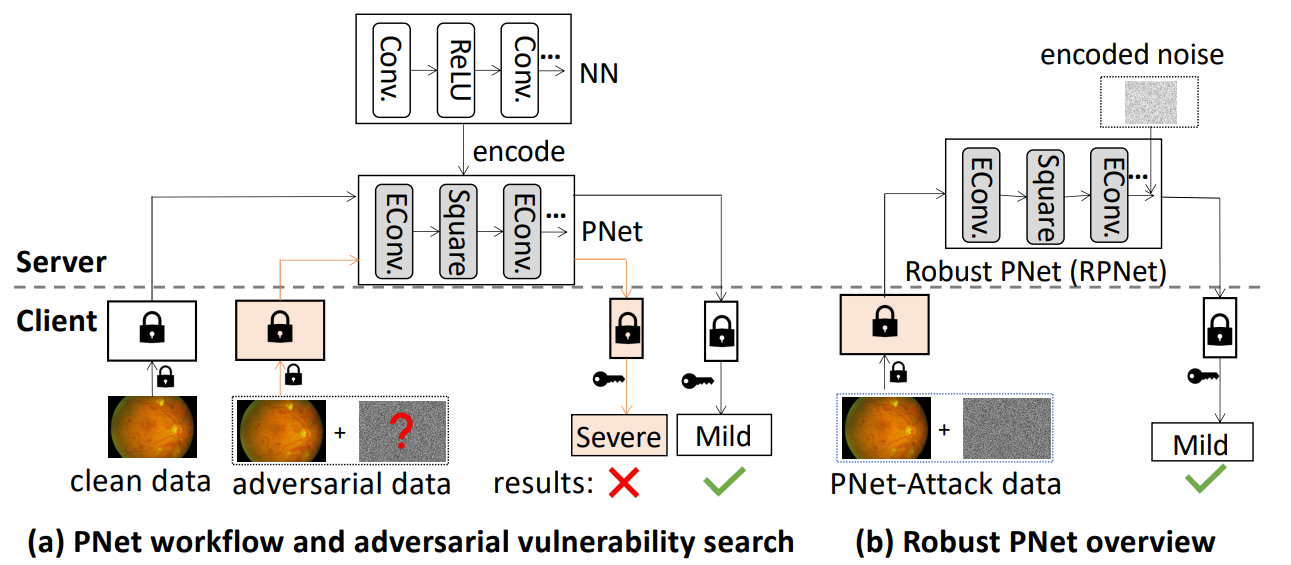 Conv.
ReLU
Conv.
...
NN
encode
EConv.
Square
EConv.
...
PNet
Server
Client
?
+
clean data
adversarial data
Severe
Mild
results:
(a) PNet workflow and adversarial vulnerability search
encoded noise
EConv.
Square
EConv.
...
Robust PNet (RPNet)
+
PNet-Attack data
Mild
(b) Robust PNet overview